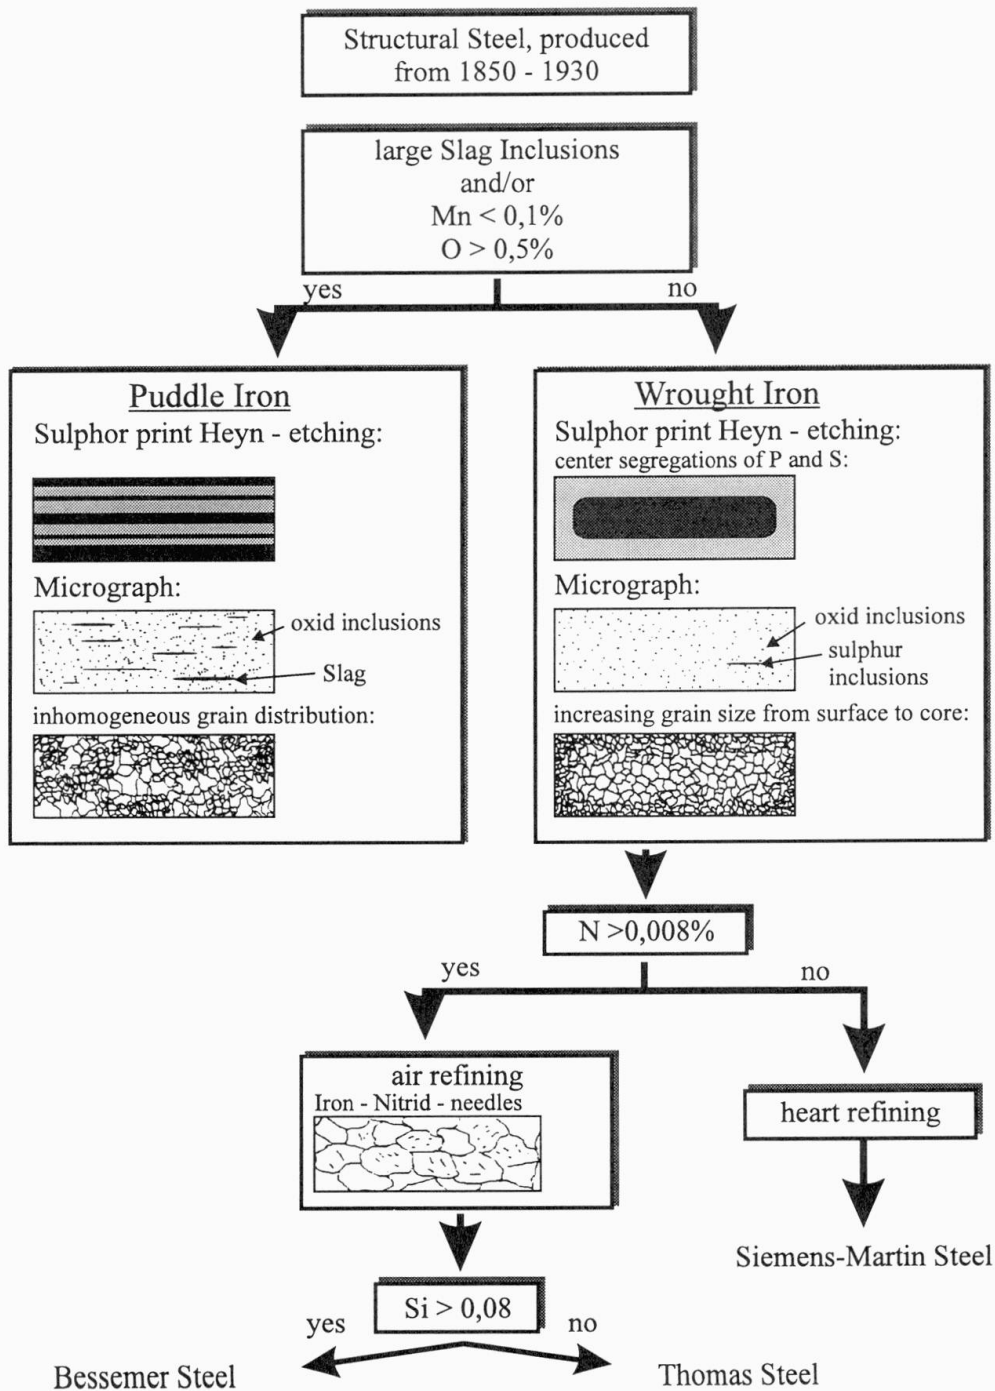 Structural Steel, produced
from 1850 - 1930
large Slag Inclusions
and/or
Mn < 0,1%
O > 0,5%
yes
no
Puddle Iron
Sulphor print Heyn - etching:
Micrograph:
oxid inclusions
Slag
inhomogeneous grain distribution:
Wrought Iron
Sulphor print Heyn - etching:
center segregations of P and S:
Micrograph:
oxid inclusions
sulphur
inclusions
increasing grain size from surface to core:
N >0,008%
yes
no
air refining
Iron - Nitrid - needles
heart refining
Siemens-Martin Steel
Si > 0,08
yes
no
Bessemer Steel
Thomas Steel